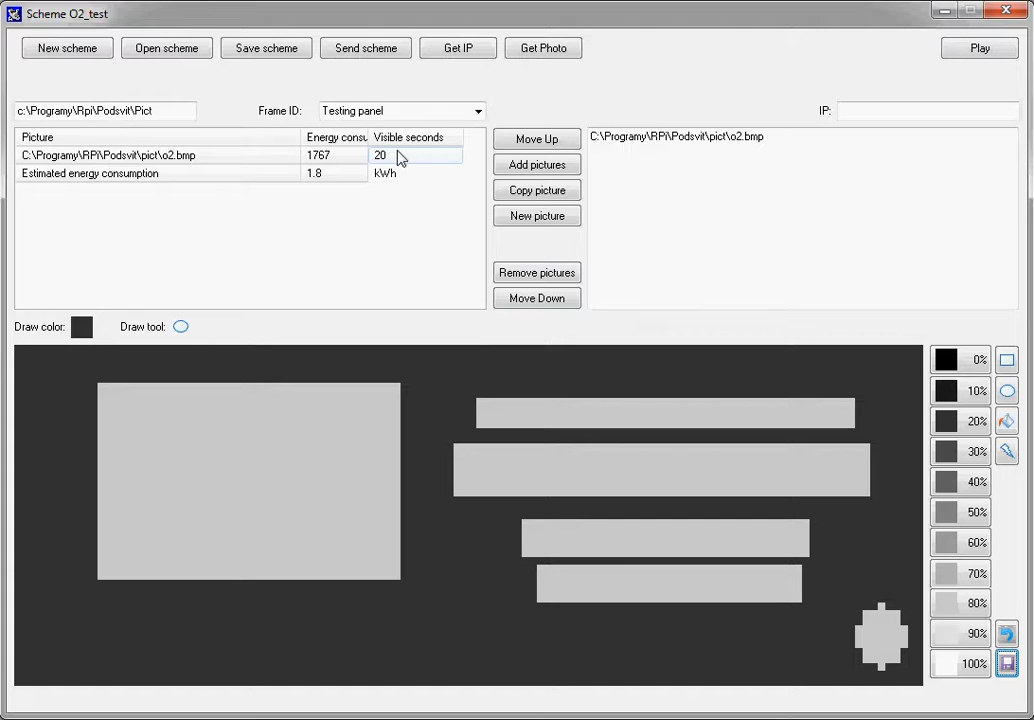 Scheme O2_test
New scheme Open scheme Save scheme Send scheme Get IP Get Photo Play
c:\Programy\Rpi\Podsvit\Pict Frame ID: Testing panel IP:
Picture Energy consu Visible seconds
C:\Programy\RPi\Podsvit\pict\o2.bmp 1767 20
Estimated energy consumption 1.8 kWh
Move Up
Add pictures
Copy picture
New picture
Remove pictures
Move Down
C:\Programy\RPi\Podsvit\pict\o2.bmp
Draw color: Draw tool:
0%
10%
20%
30%
40%
50%
60%
70%
80%
90%
100%